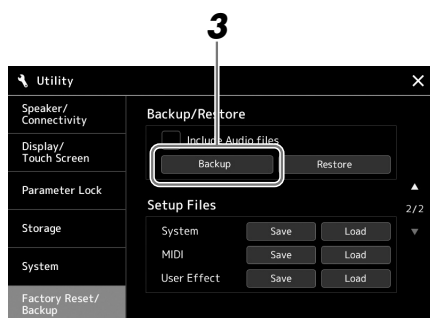 3
Utility
Speaker/
Connectivity
Display/
Touch Screen
Parameter Lock
Storage
System
Factory Reset/
Backup
Backup/Restore
Include Audio files
Backup Restore
Setup Files
System Save Load
MIDI Save Load
User Effect Save Load
2/2